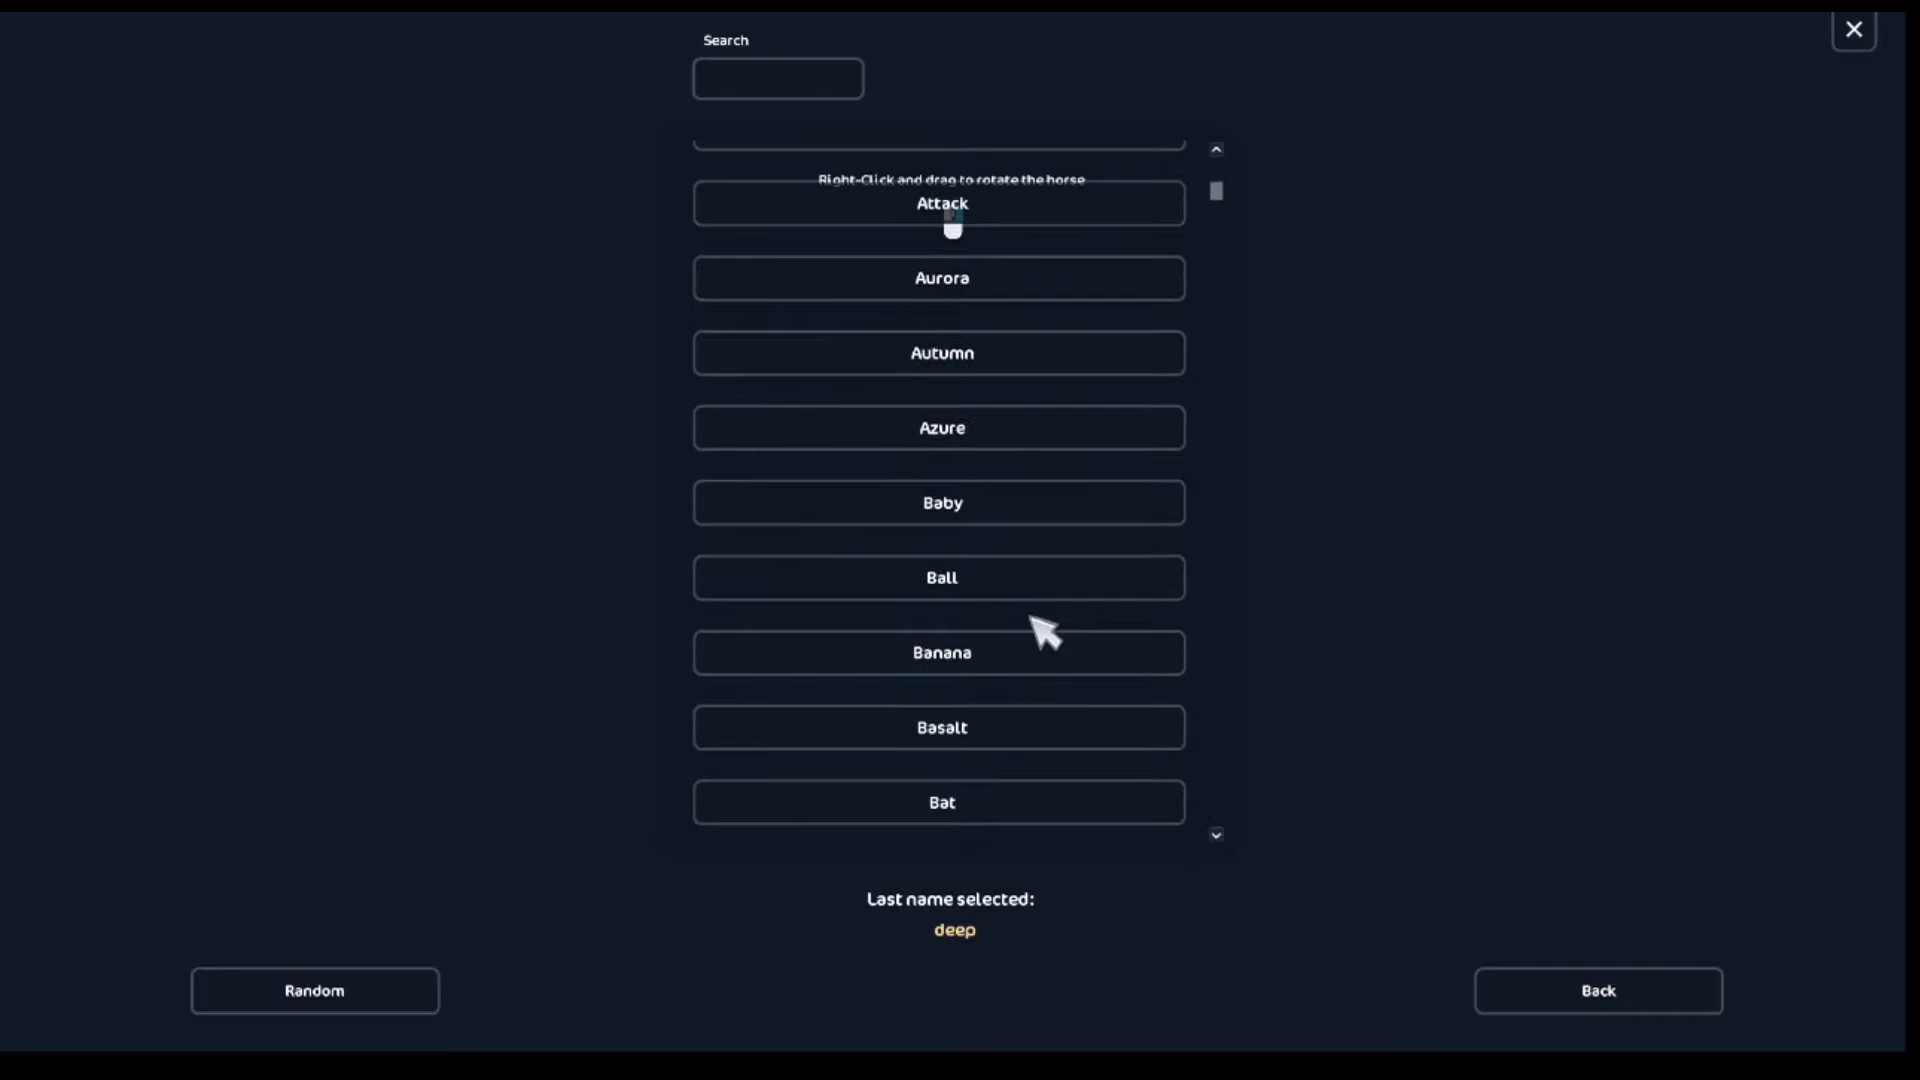 Search
Right-Click and drag to rotate the horse
Attack
Aurora
Autumn
Azure
Baby
Ball
Banana
Basalt
Bat
Last name selected:
deep
Random
Back